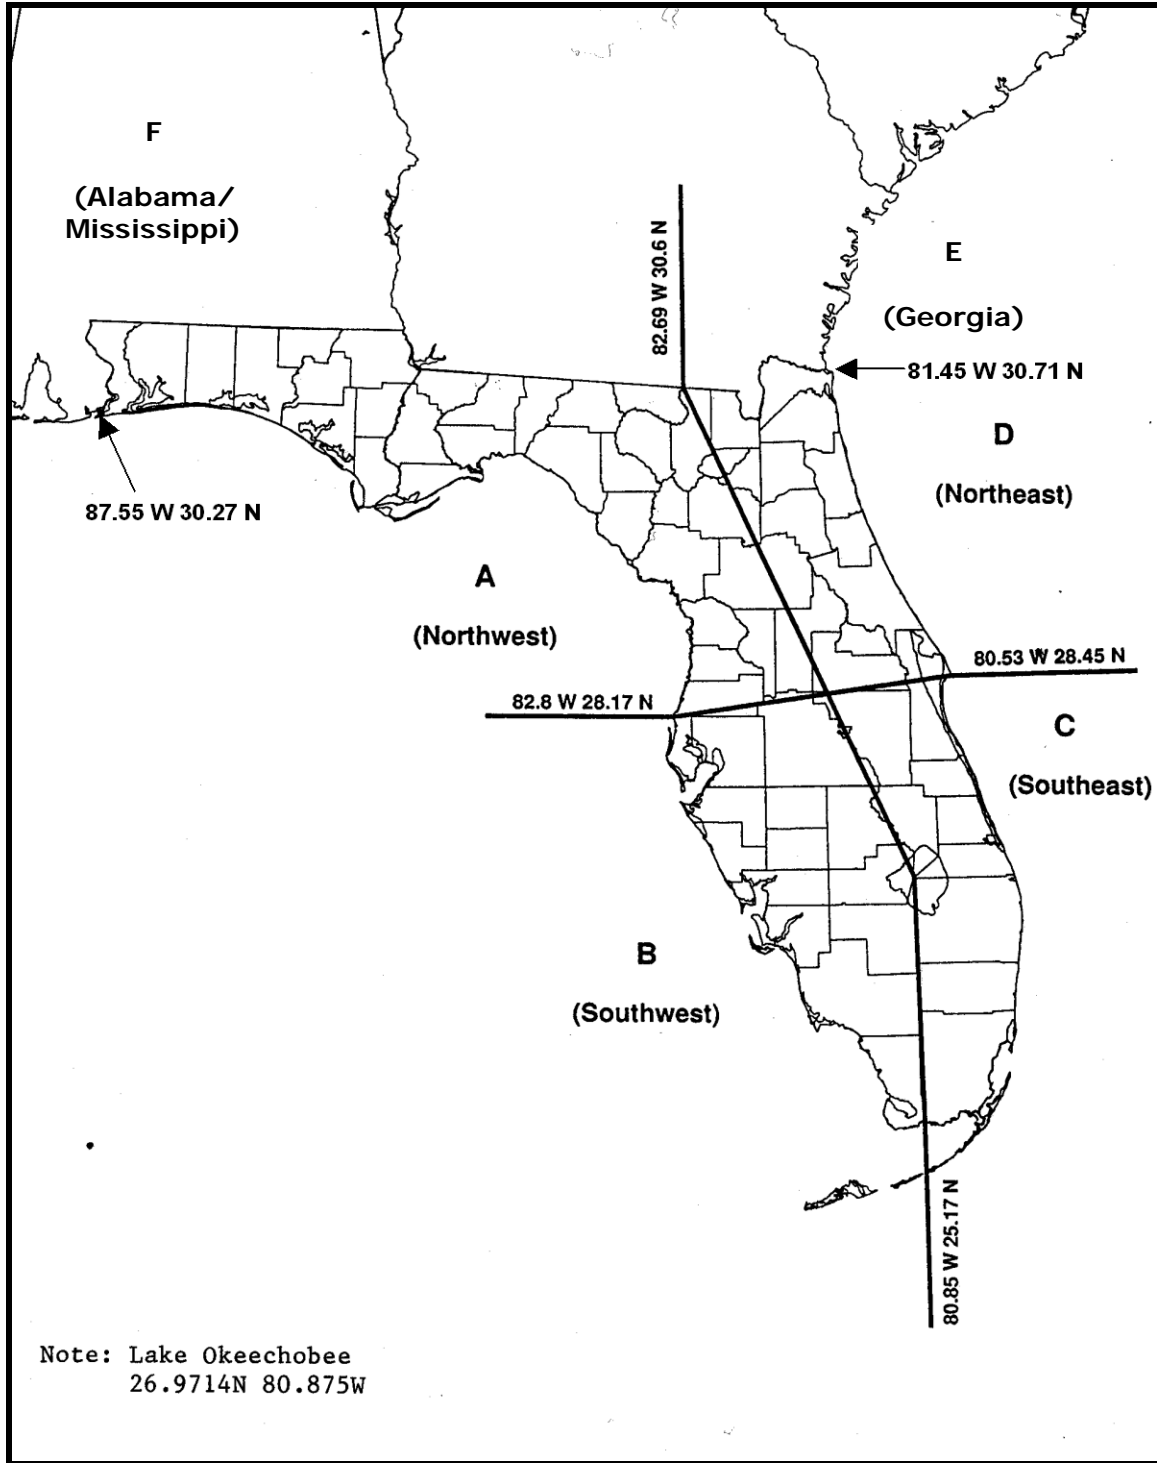 F
(Alabama/
Mississippi)
82.69 W 30.6 N
E
(Georgia)
81.45 W 30.71 N
D
(Northeast)
87.55 W 30.27 N
A
(Northwest)
80.53 W 28.45 N
82.8 W 28.17 N
C
(Southeast)
B
(Southwest)
80.85 W 25.17 N
Note: Lake Okeechobee
26.9714N 80.875W